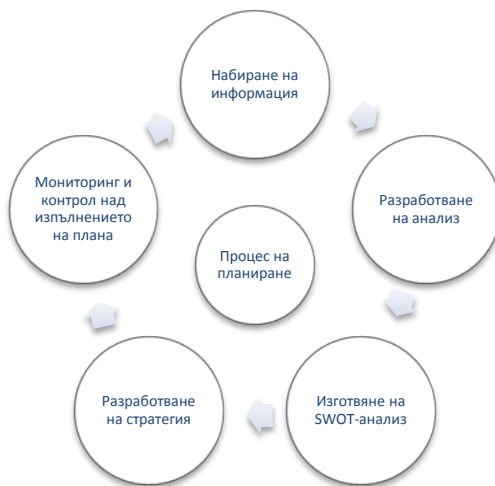 Набиране на
информация
Разработване
на анализ
Изготвяне на
SWOT-анализ
Разработване
на стратегия
Мониторинг и
контрол над
изпълнението
на плана
Процес на
планиране